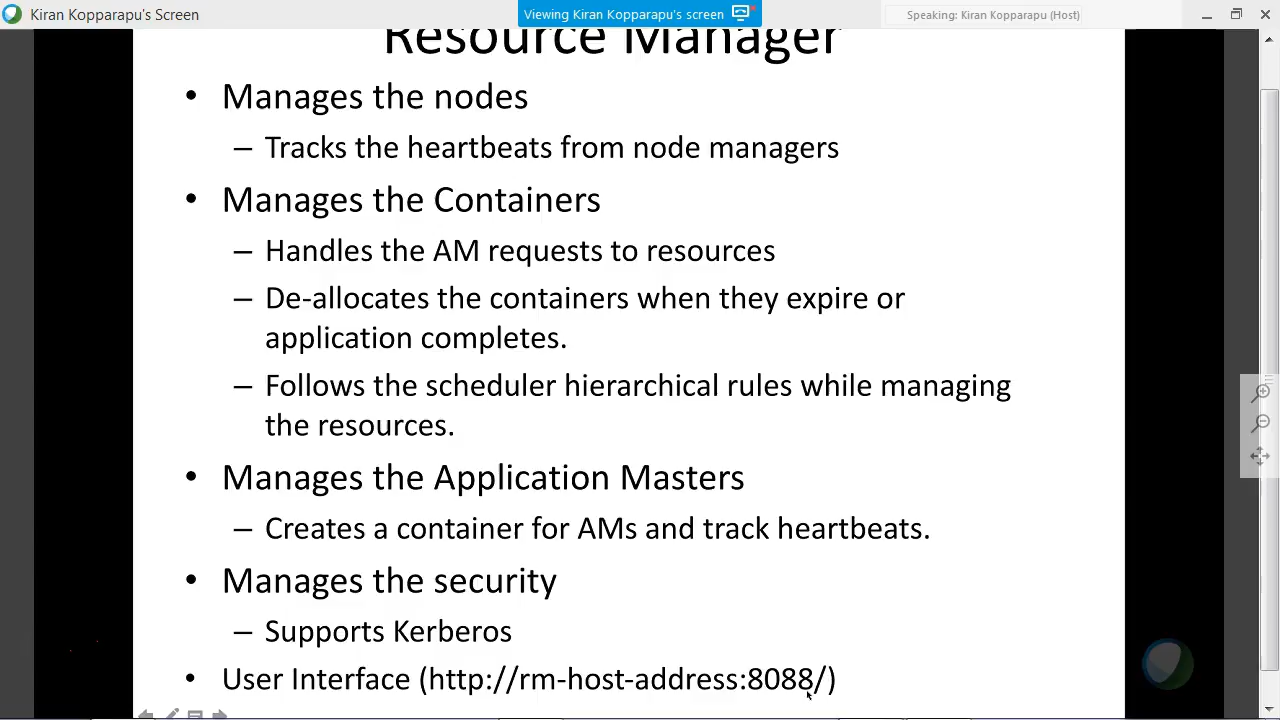 Kiran Kopparapu's Screen
Viewing Kiran Kopparapu's screen
Speaking: Kiran Kopparapu (Host)
Resource Manager
• Manages the nodes
– Tracks the heartbeats from node managers
• Manages the Containers
– Handles the AM requests to resources
– De-allocates the containers when they expire or
application completes.
– Follows the scheduler hierarchical rules while managing
the resources.
• Manages the Application Masters
– Creates a container for AMs and track heartbeats.
• Manages the security
– Supports Kerberos
• User Interface (http://rm-host-address:8088/)